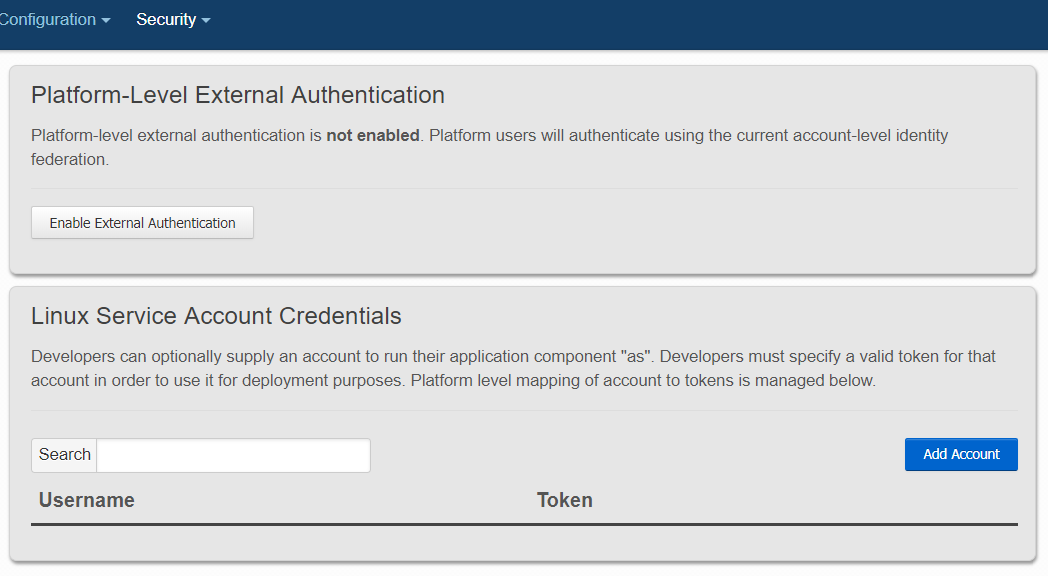 Configuration Security
Platform-Level External Authentication
Platform-level external authentication is not enabled. Platform users will authenticate using the current account-level identity
federation.
Enable External Authentication
Linux Service Account Credentials
Developers can optionally supply an account to run their application component "as". Developers must specify a valid token for that
account in order to use it for deployment purposes. Platform level mapping of account to tokens is managed below.
Search Add Account
Username Token